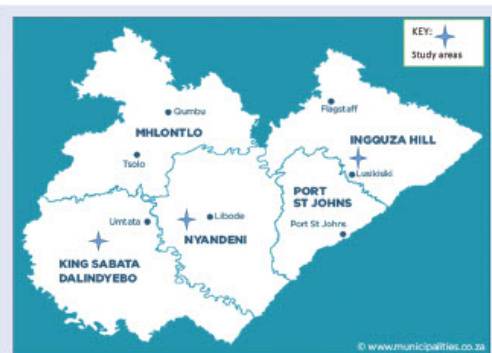 KEY:
Study areas
Flagstaff
Qumbu
MHLONTLO
INGQUZA HILL
Tsolo
Lusikisiki
PORT
ST JOHNS
Umtata
Libode
Port St Johns
NYANDENI
KING SABATA
DALINDYEBO
© www.municipalities.co.za